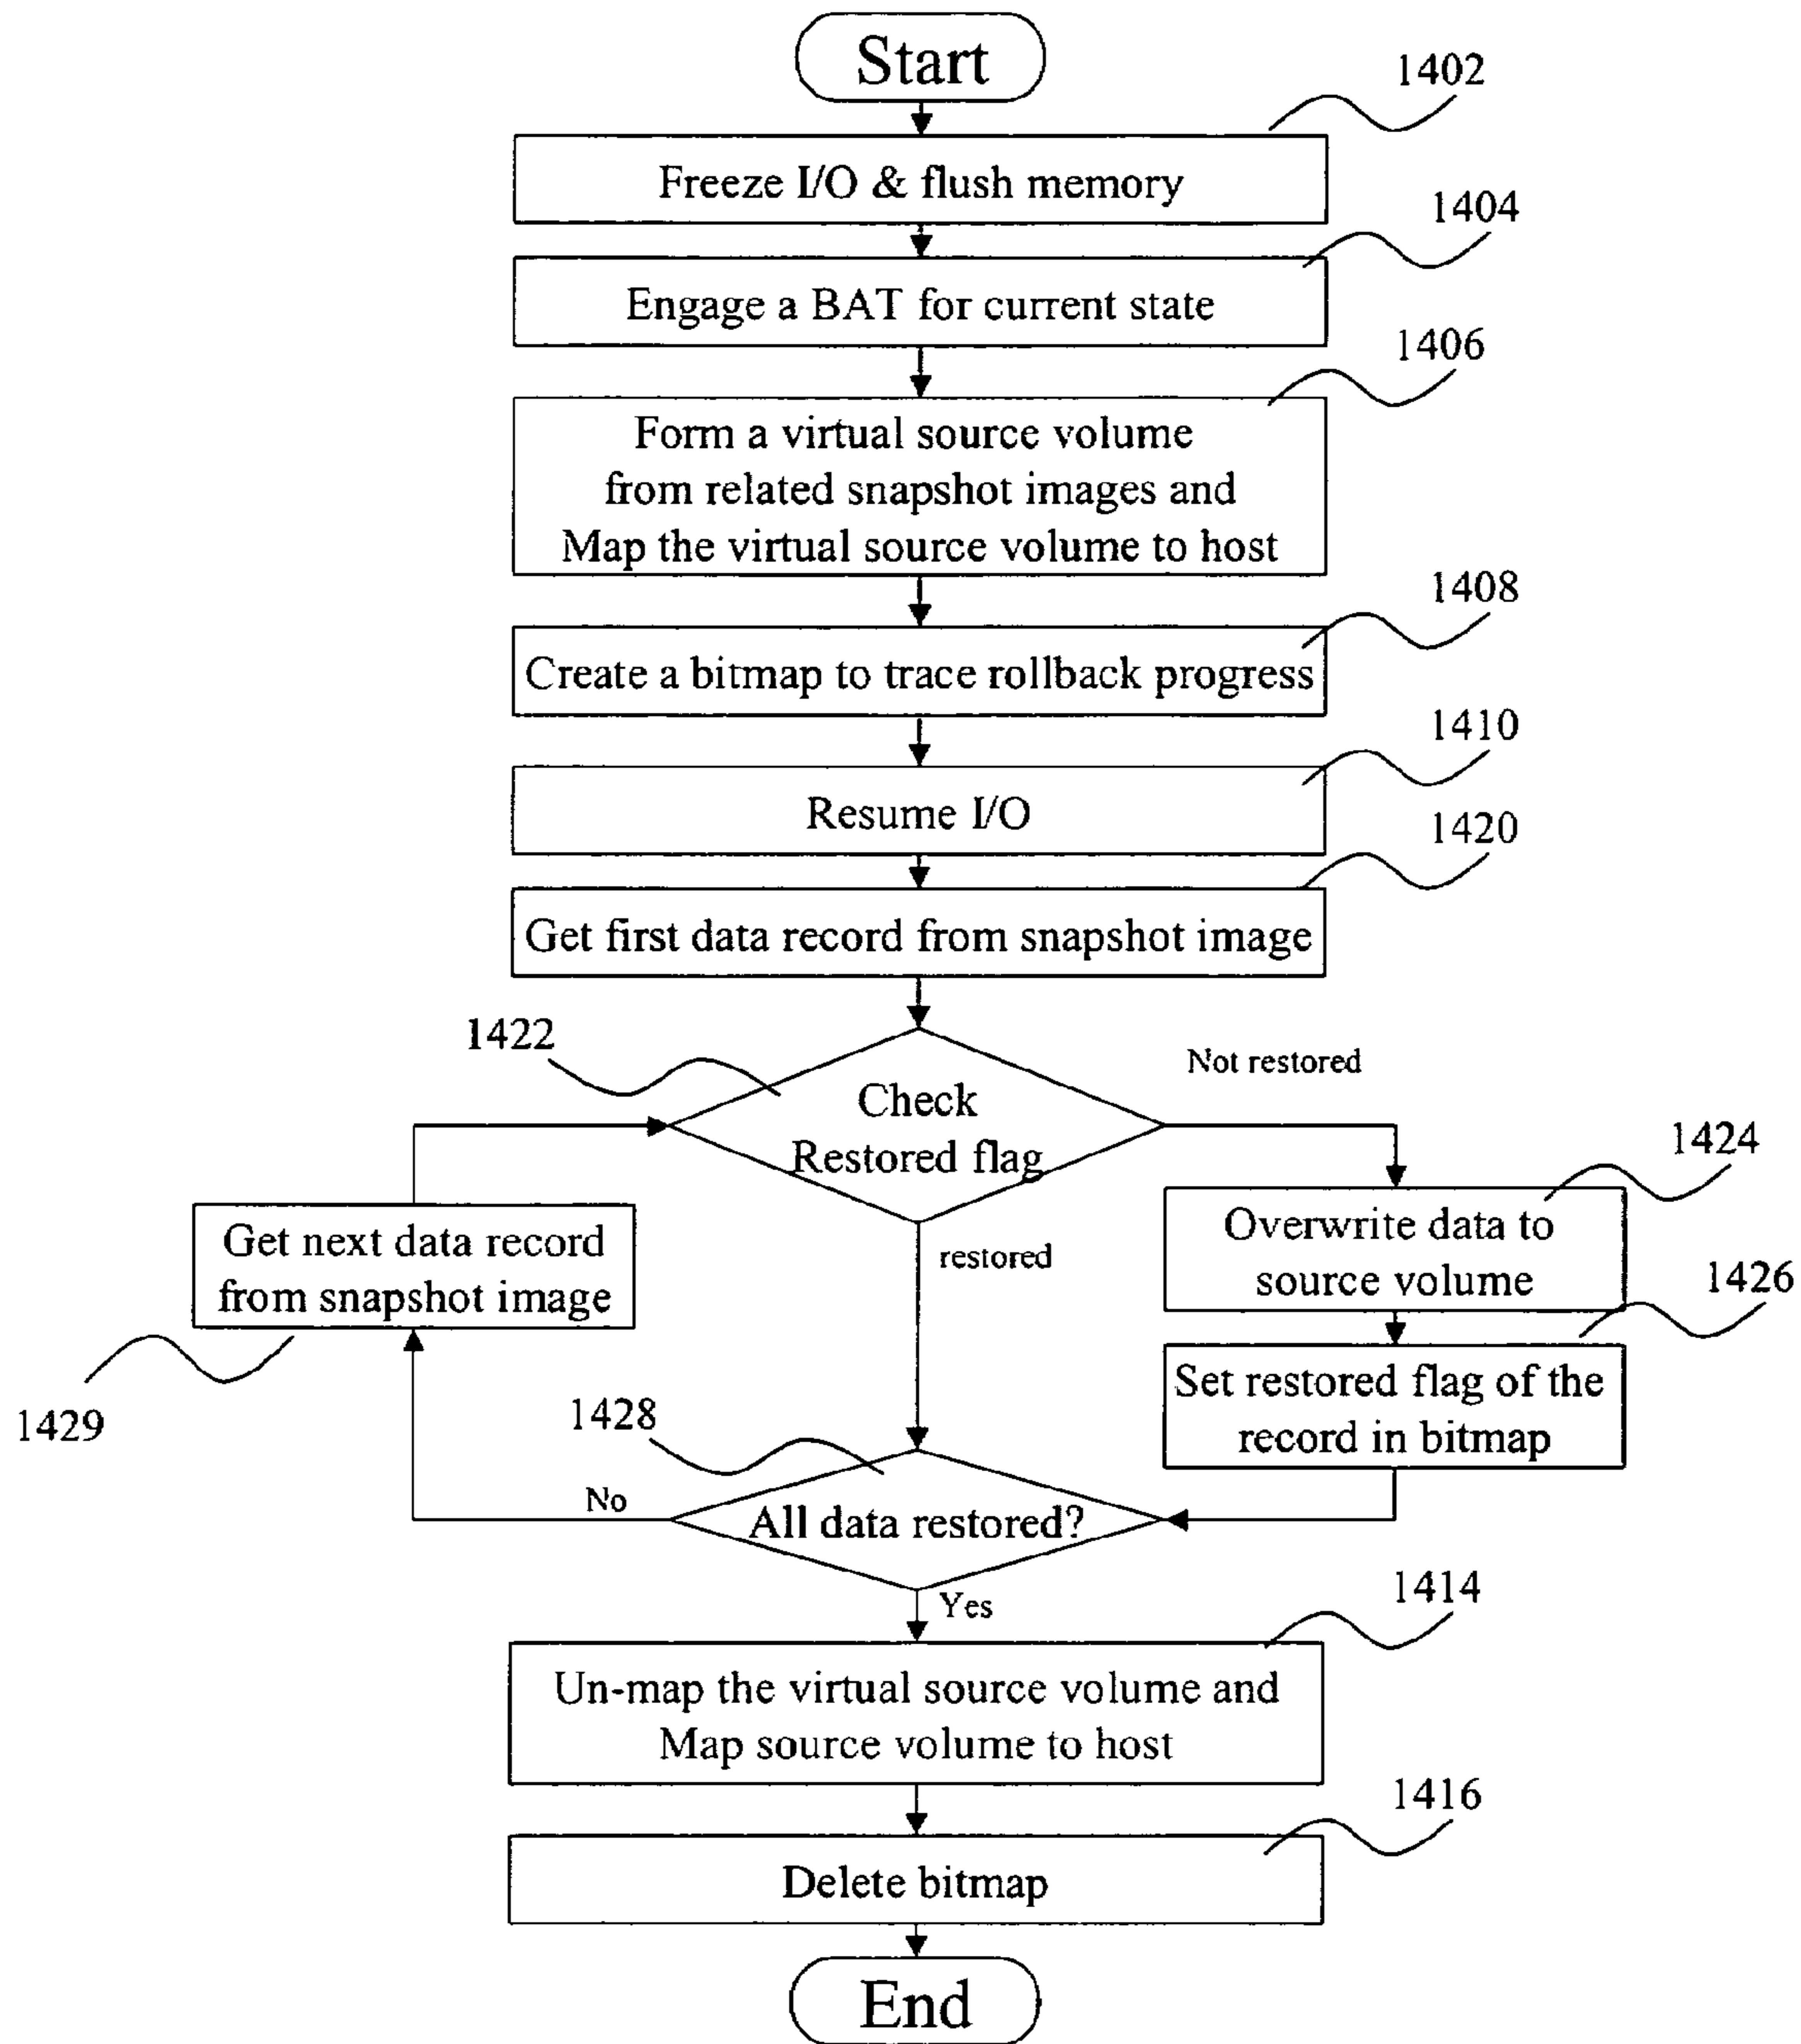 Start
1402
Freeze I/O & flush memory
1404
Engage a BAT for current state
1406
Form a virtual source volume
from related snapshot images and
Map the virtual source volume to host
1408
Create a bitmap to trace rollback progress
1410
Resume I/O
1420
Get first data record from snapshot image
1422
Not restored
Check
Restored flag
1424
Overwrite data to
source volume
1426
Get next data record
from snapshot image
restored
Set restored flag of the
record in bitmap
1429
1428
No
All data restored?
Yes
1414
Un-map the virtual source volume and
Map source volume to host
1416
Delete bitmap
End